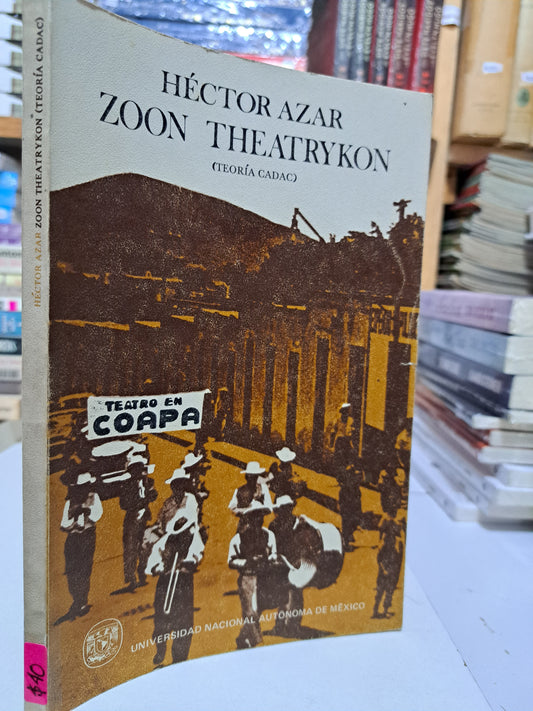 HÉCTOR AZAR
ZOON THEATRYKON
(TEORÍA CADAC)
TEATRO EN
COAPA
UNIVERSIDAD NACIONAL AUTÓNOMA DE MÉXICO
HÉCTOR AZAR ZOON THEATRYKON (TEORÍA CADAC)
$40